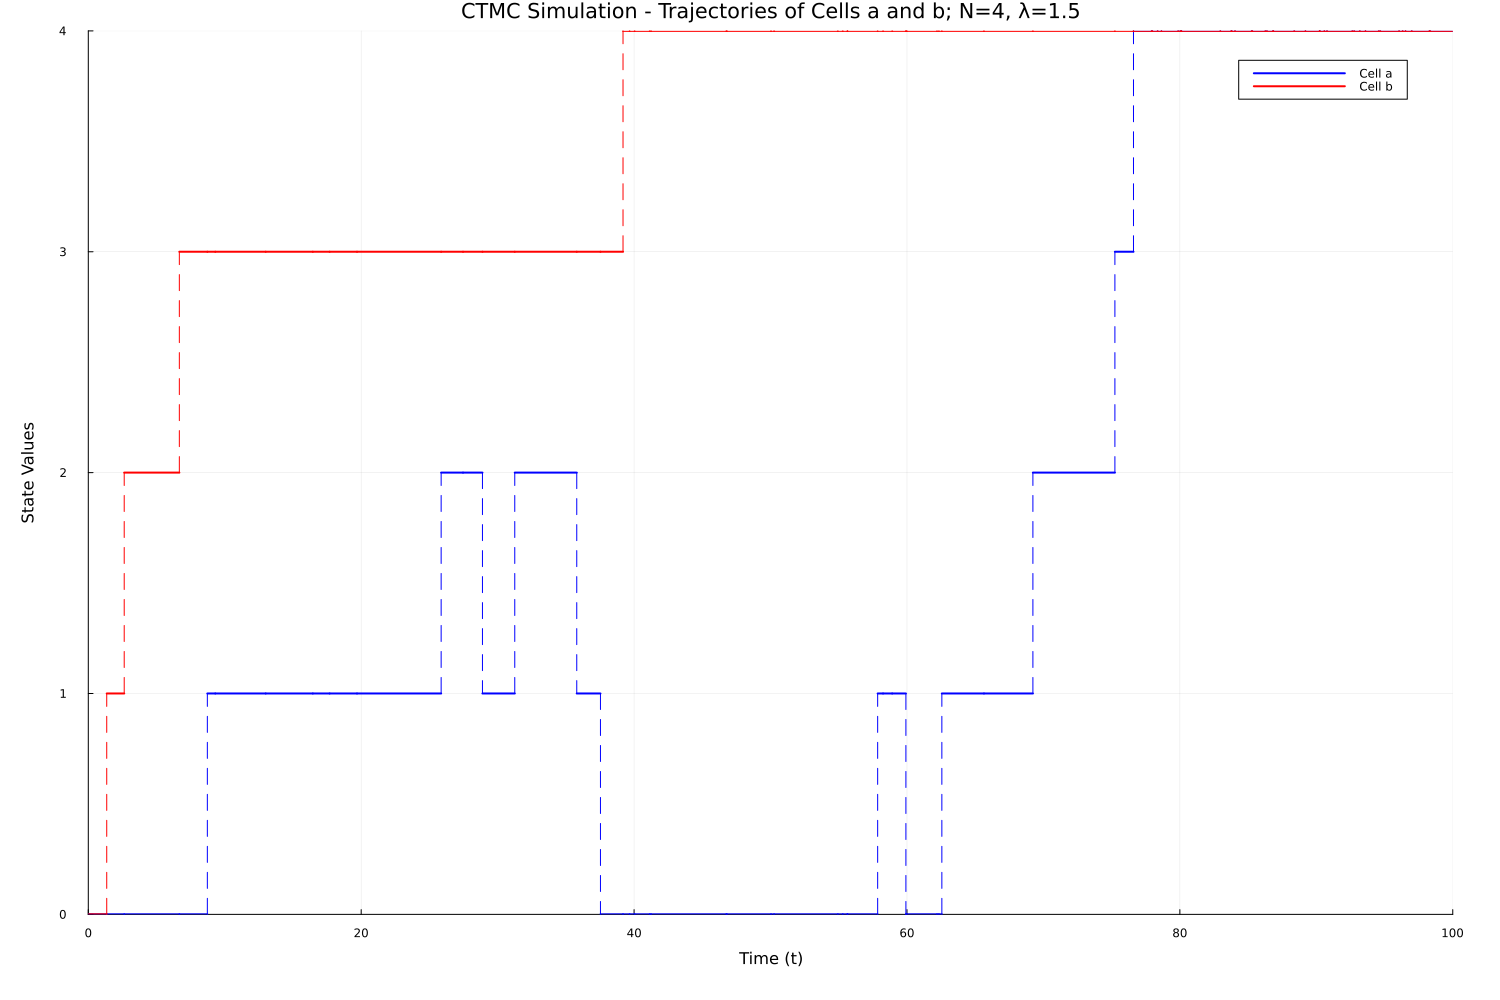 CTMC Simulation - Trajectories of Cells a and b; N=4, λ=1.5
4
Cell a
Cell b
3
State Values
2
1
0
0 20 40 60 80 100
Time (t)